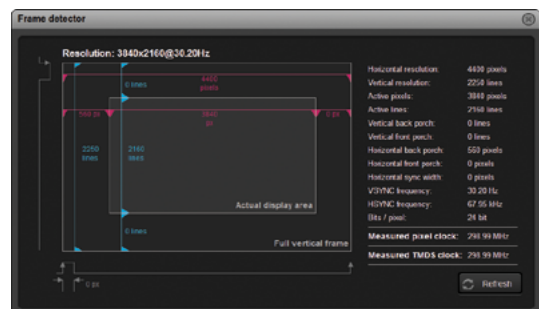 Frame detector
Resolution: 3840x2160@30.20Hz
4400 pixels
0 lines
560 px
3840 px
0 px
2250 lines
2160 lines
Actual display area
0 lines
Full vertical frame
0 px
Horizontal resolution: 4400 pixels
Vertical resolution: 2250 lines
Active pixels: 3840 pixels
Active lines: 2160 lines
Vertical back porch: 0 lines
Vertical front porch: 0 lines
Horizontal back porch: 560 pixels
Horizontal front porch: 0 pixels
Horizontal sync width: 0 pixels
VSYNC frequency: 30.20 Hz
HSYNC frequency: 67.95 kHz
Bits / pixel: 24 bit
Measured pixel clock: 298.99 MHz
Measured TMDS clock: 298.99 MHz
Refresh